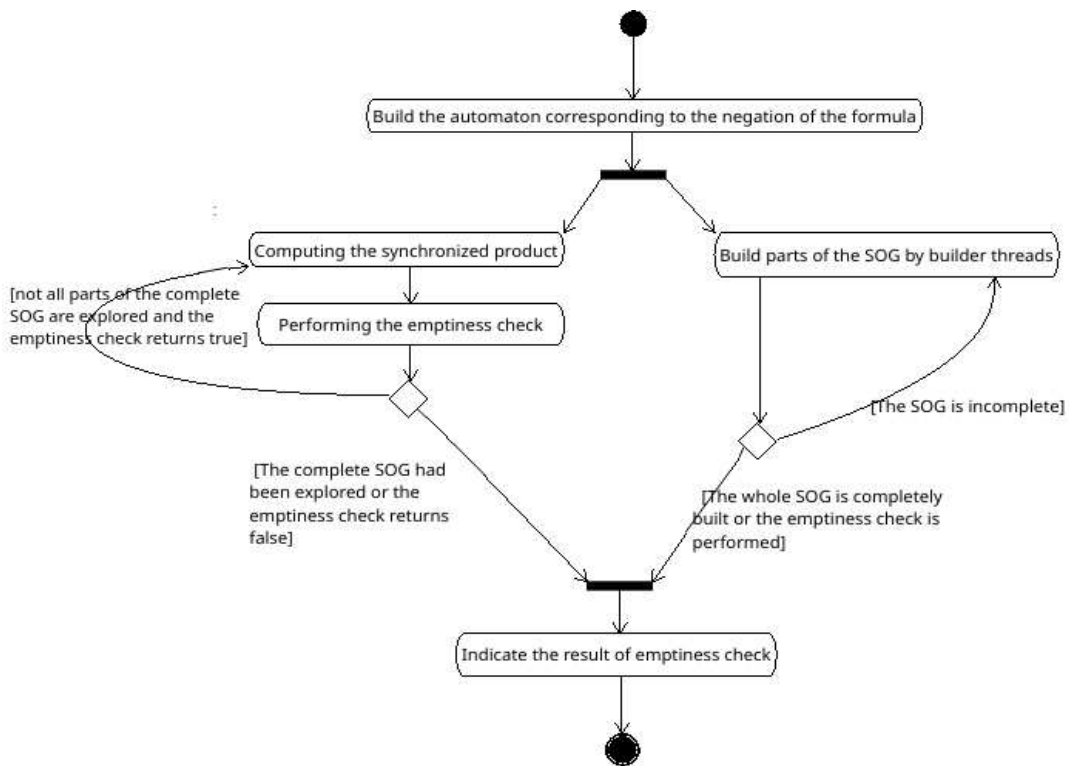 Build the automaton corresponding to the negation of the formula
:
Computing the synchronized product
Build parts of the SOG by builder threads
[not all parts of the complete
SOG are explored and the
emptiness check returns true]
Performing the emptiness check
[The SOG is incomplete]
[The complete SOG had
been explored or the
emptiness check returns
false]
[The whole SOG is completely
built or the emptiness check is
performed]
Indicate the result of emptiness check